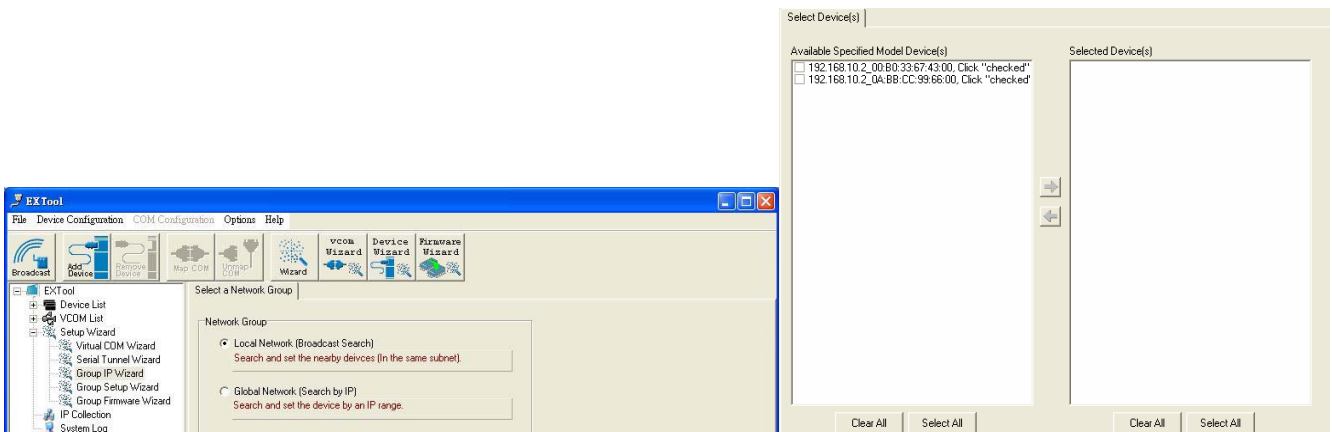 EXTool
File Device Configuration COM Configuration Options Help
Broadcast
Add Device
Remove Device
Map COM
Unmap COM
Wizard
VCOM Wizard
Device Wizard
Firmware Wizard
EXTool
Device List
VCOM List
Setup Wizard
Virtual COM Wizard
Serial Tunnel Wizard
Group IP Wizard
Group Setup Wizard
Group Firmware Wizard
IP Collection
System Log
Select a Network Group
Network Group
Local Network (Broadcast Search)
Search and set the nearby deivces (In the same subnet).
Global Network (Search by IP)
Search and set the device by an IP range.
Select Device(s)
Available Specified Model Device(s)
192.168.10.2_00:B0:33:67:43:00, Click "checked"
192.168.10.2_0A:BB:CC:99:66:00, Click "checked'
Clear All Select All
Selected Device(s)
Clear All Select All